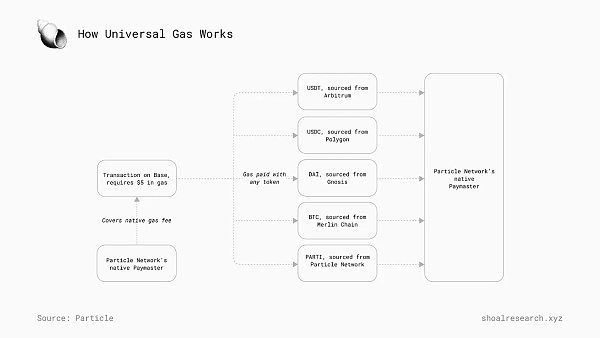 How Universal Gas Works
USDT, sourced from
Arbitrum
USDC, sourced from
Polygon
Transaction on Base,
requires $5 in gas
Gas paid with
any token
DAI, sourced from
Gnosis
Particle Network's
native
Paymaster
Covers native gas fee
BTC, sourced from
Merlin Chain
Particle Network's
native Paymaster
PARTI, sourced from
Particle Network
Source: Particle
shoalresearch.xyz